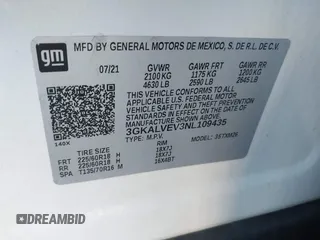 gm
MFD BY GENERAL MOTORS DE MEXICO, S. DE R.L. DE C.V.
07/21 GVWR GAWR FRT GAWR RR
2100 KG 1175 KG 1200 KG
4630 LB 2590 LB 2645 LB
THIS VEHICLE CONFORMS TO ALL APPLICABLE U.S. FEDERAL
MOTOR VEHICLE SAFETY, BUMPER, AND THEFT PREVENTION
STANDARDS IN EFFECT ON THE DATE OF MANUFACTURE SHOWN ABOVE.
3GKALVEV3NL109435
140X TYPE: M.P.V.
TIRE SIZE RIM
FRT 225/60R18 H 18X7J
RR 225/60R18 H 18X7J
SPA T135/70R16 M 16X4BT
DREAMBID